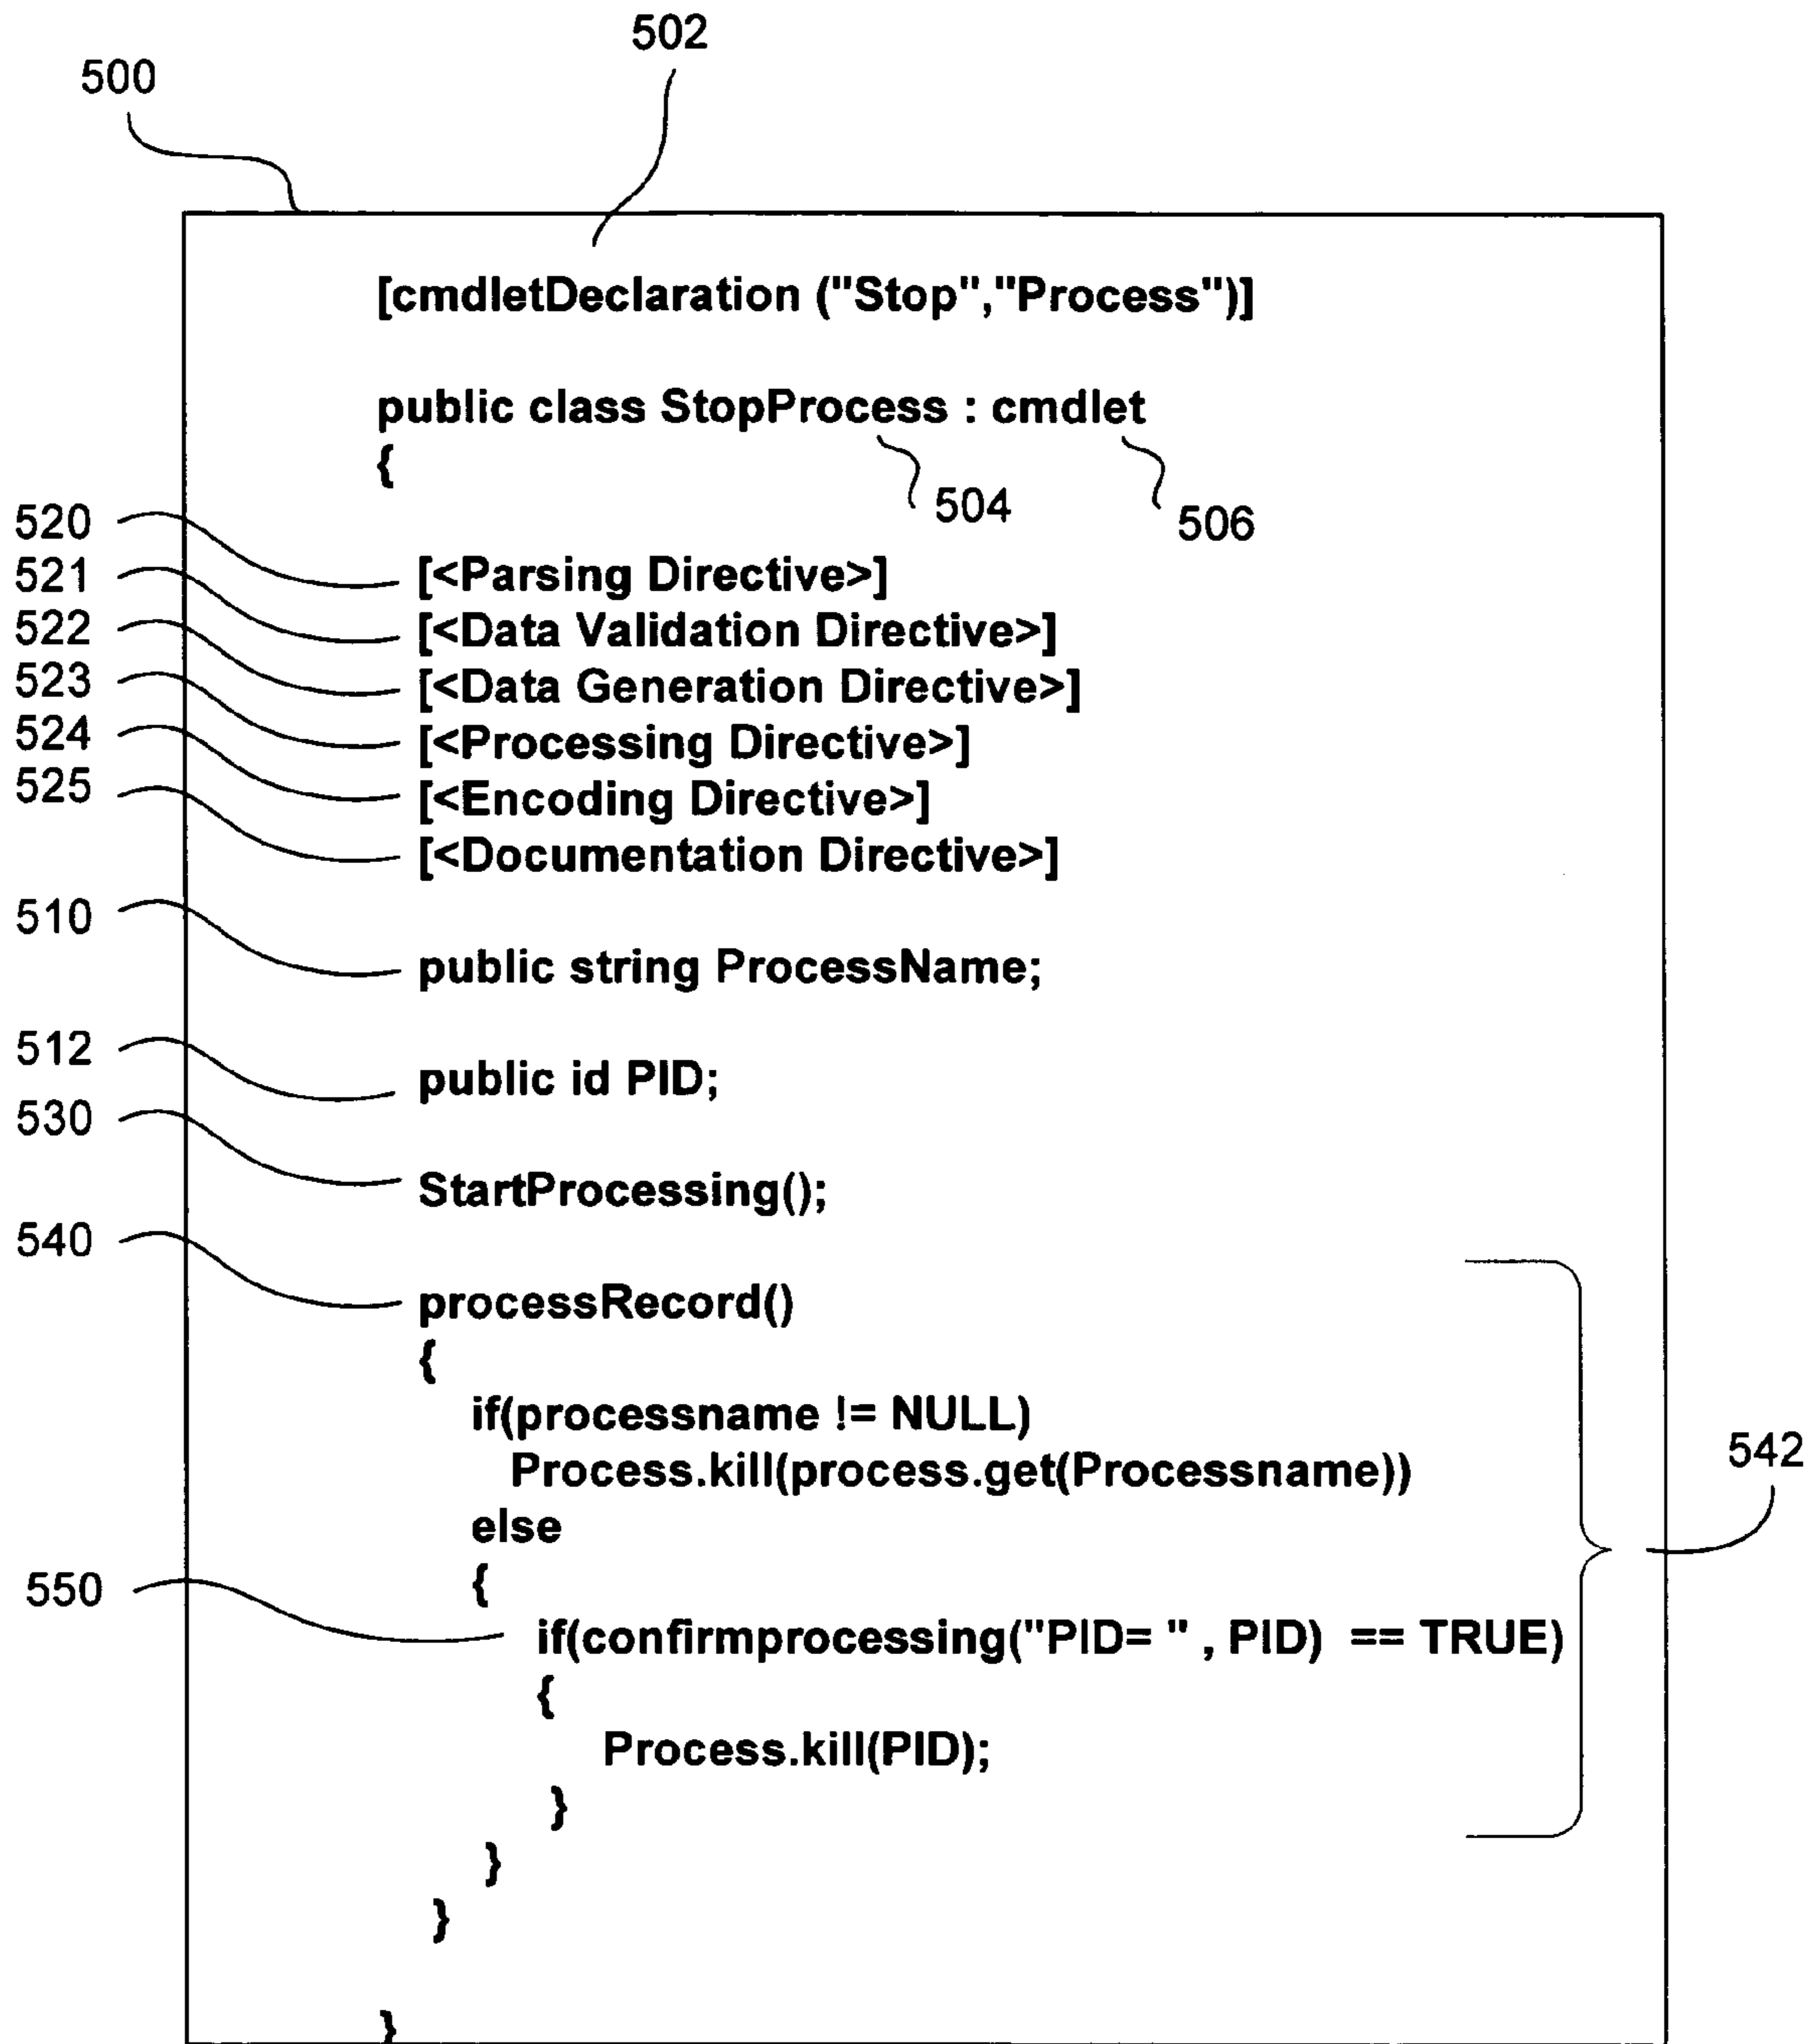 502
500
[cmdletDeclaration ("Stop","Process")]
public class StopProcess : cmdlet
{
504
506
520
[<Parsing Directive>]
521
[<Data Validation Directive>]
522
[<Data Generation Directive>]
523
[<Processing Directive>]
524
[<Encoding Directive>]
525
[<Documentation Directive>]
510
public string ProcessName;
512
public id PID;
530
StartProcessing();
540
processRecord()
{
if(processname != NULL)
Process.kill(process.get(Processname))
542
else
{
550
if(confirmprocessing("PID= " , PID) == TRUE)
{
Process.kill(PID);
}
}
}
}